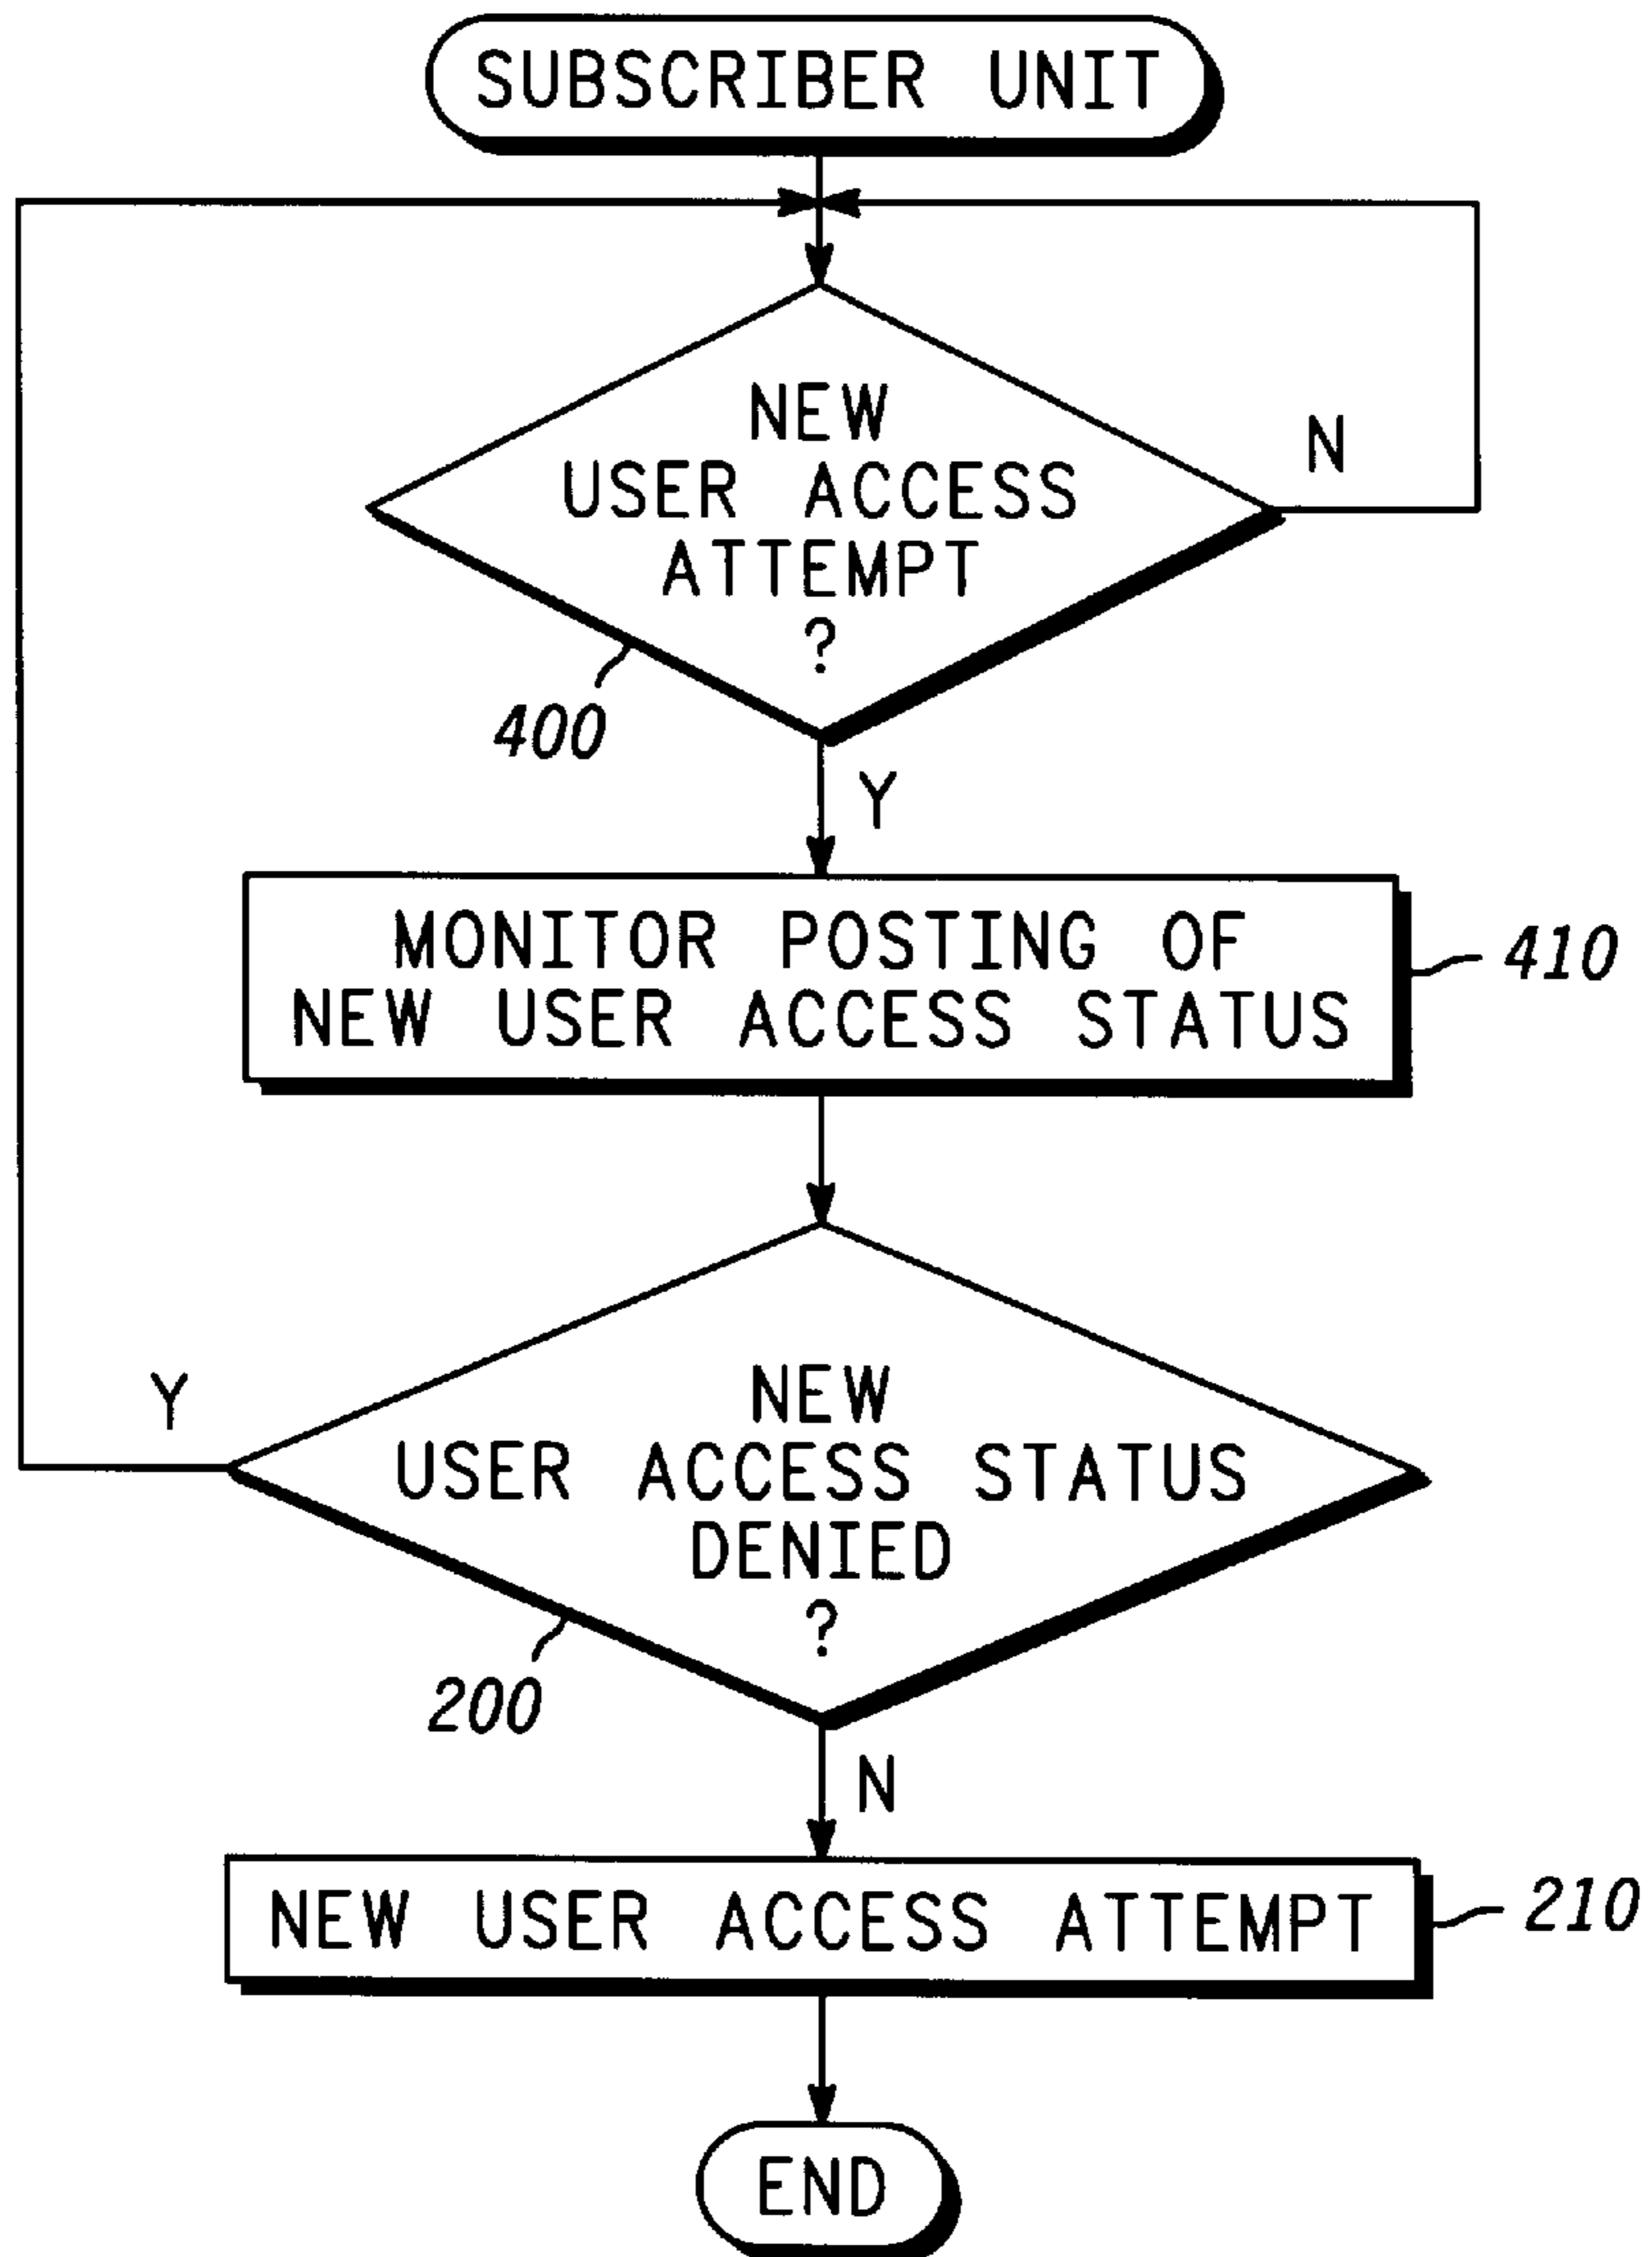 SUBSCRIBER UNIT
NEW
USER ACCESS
ATTEMPT
?
N
400
Y
MONITOR POSTING OF
NEW USER ACCESS STATUS
410
NEW
USER ACCESS STATUS
DENIED
?
Y
200
N
NEW USER ACCESS ATTEMPT
210
END